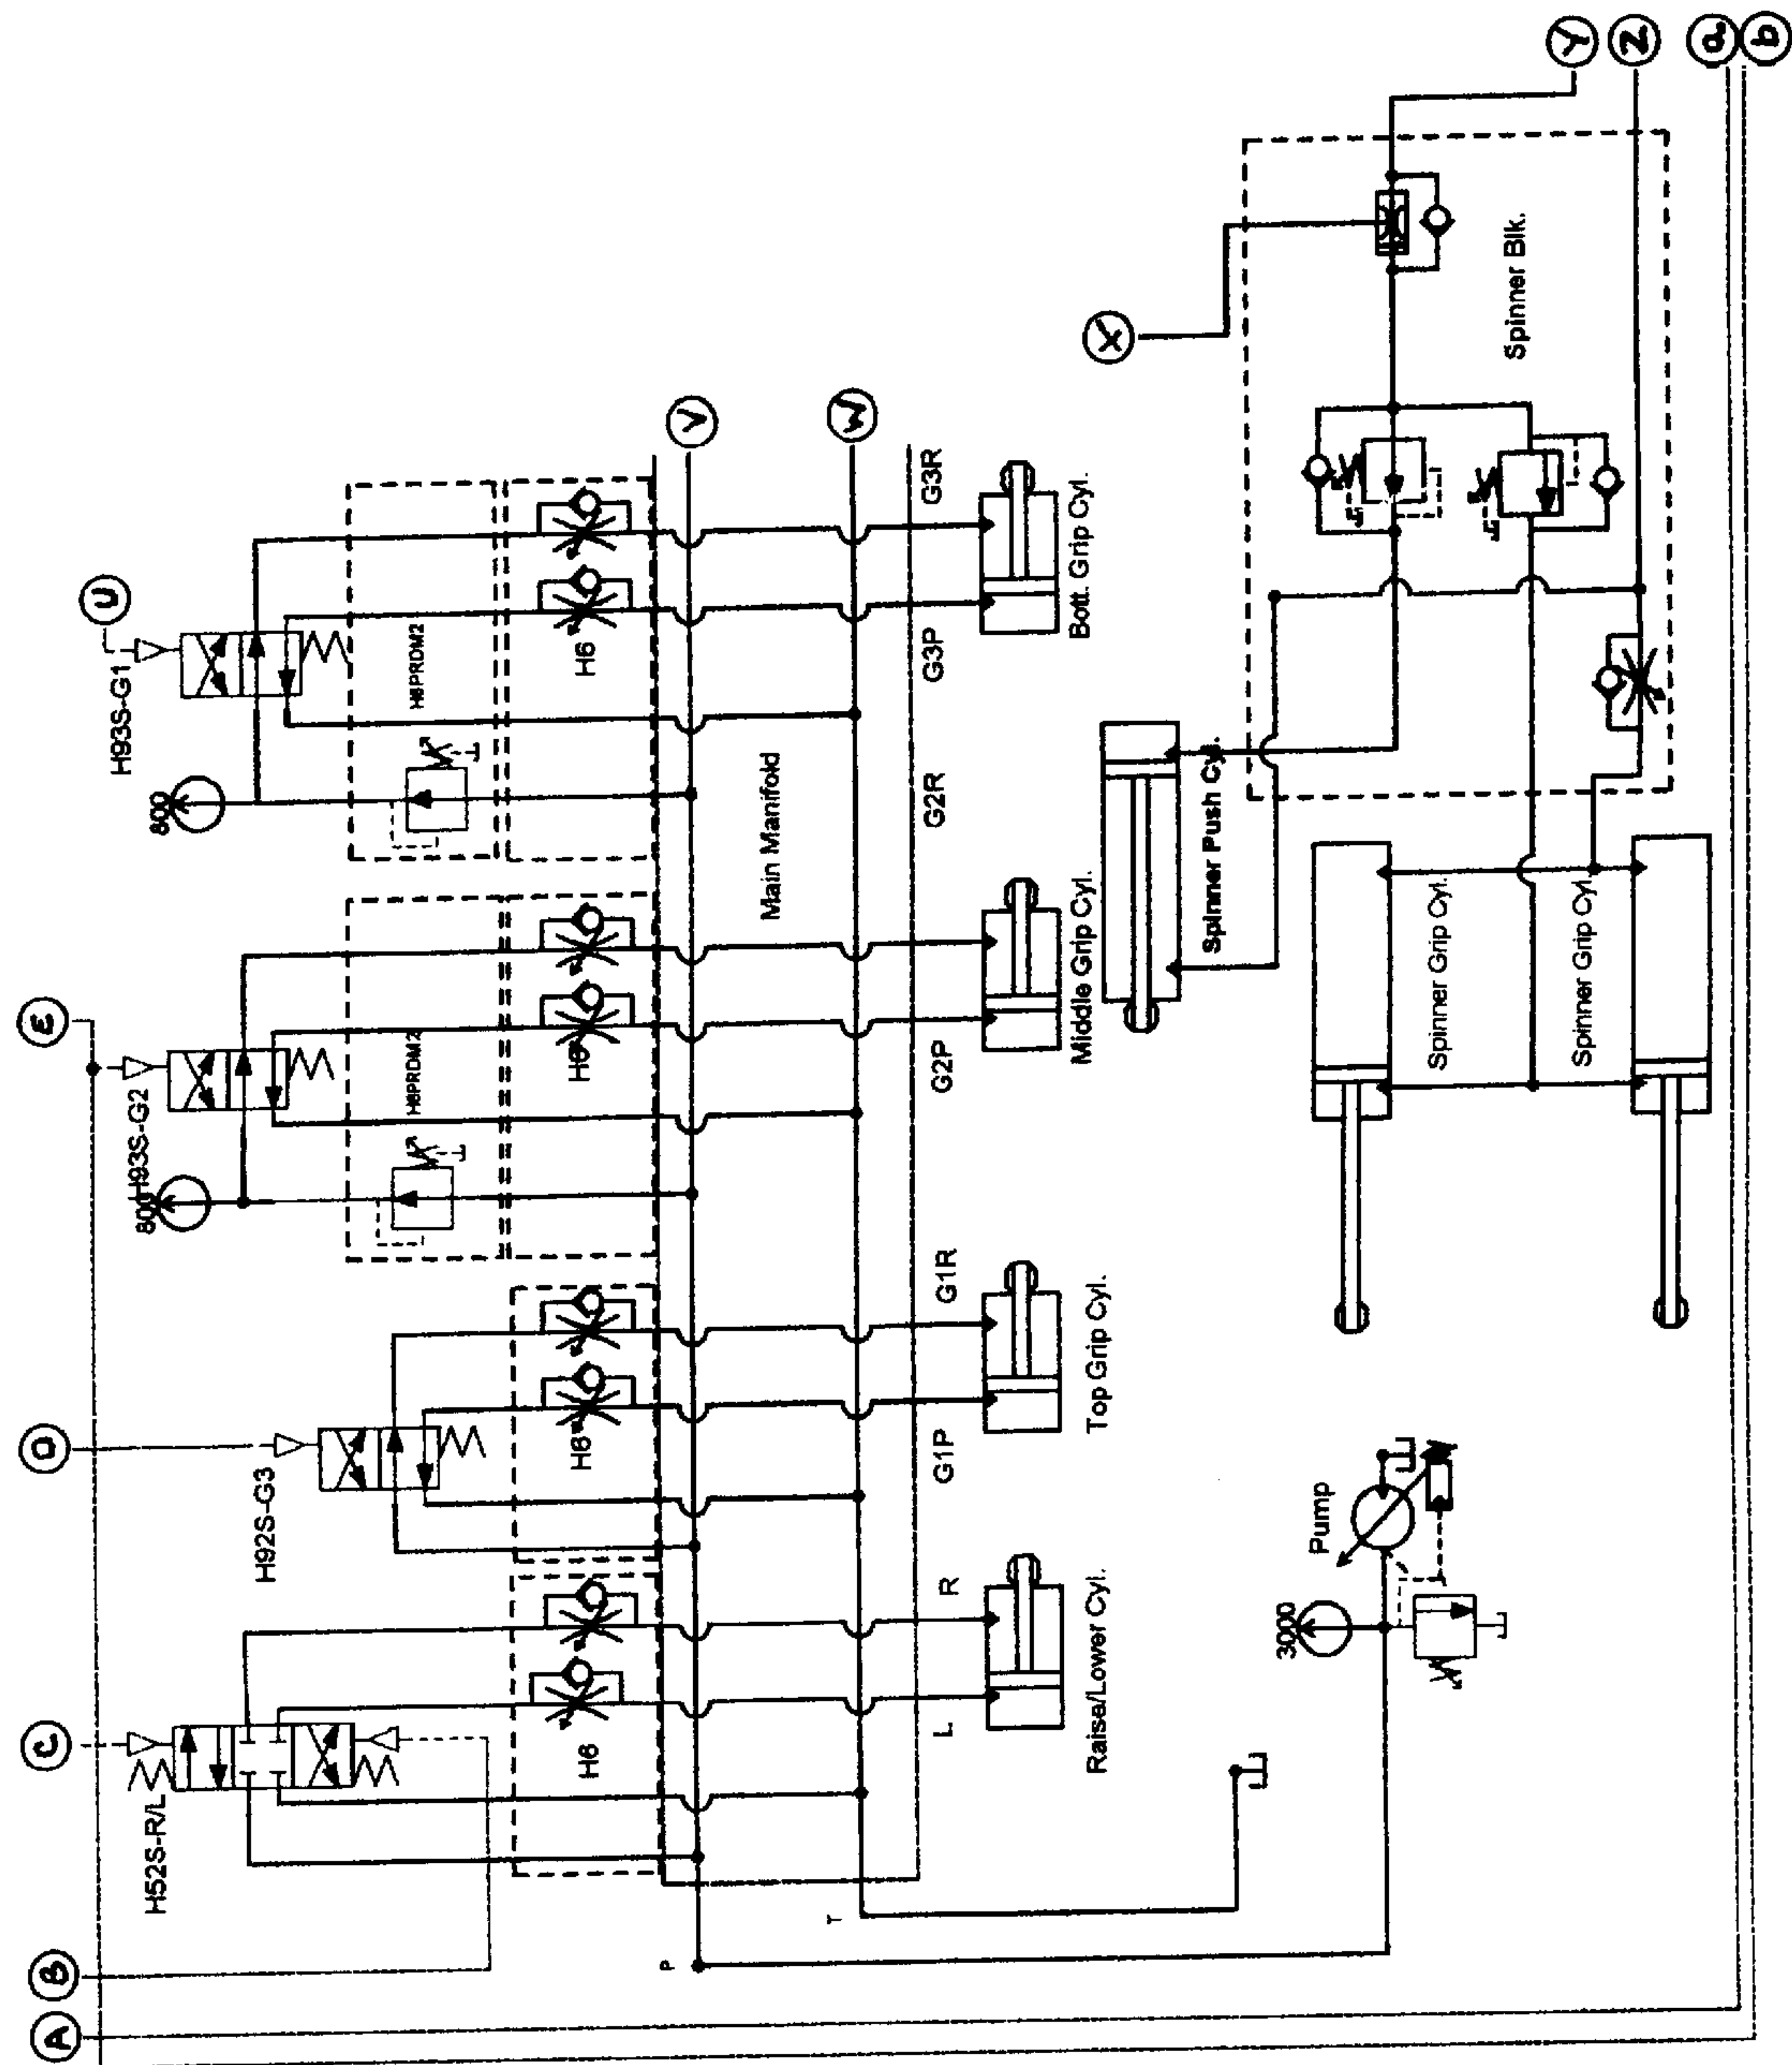 A
B
C
D
E
U
H52S-R/L
H92S-G3
H93S-G2
H93S-G1
800
800
H6PRDM2
H6PRDM2
H6
H6
H6
H6
V
W
Main Manifold
P
T
L
R
G1P
G1R
G2P
G2R
G3P
G3R
Raise/Lower Cyl.
Top Grip Cyl.
Middle Grip Cyl.
Bott. Grip Cyl.
Spinner Push Cyl.
3000
Pump
Spinner Grip Cyl.
Spinner Grip Cyl.
Spinner Blk.
X
Y
Z
a
b